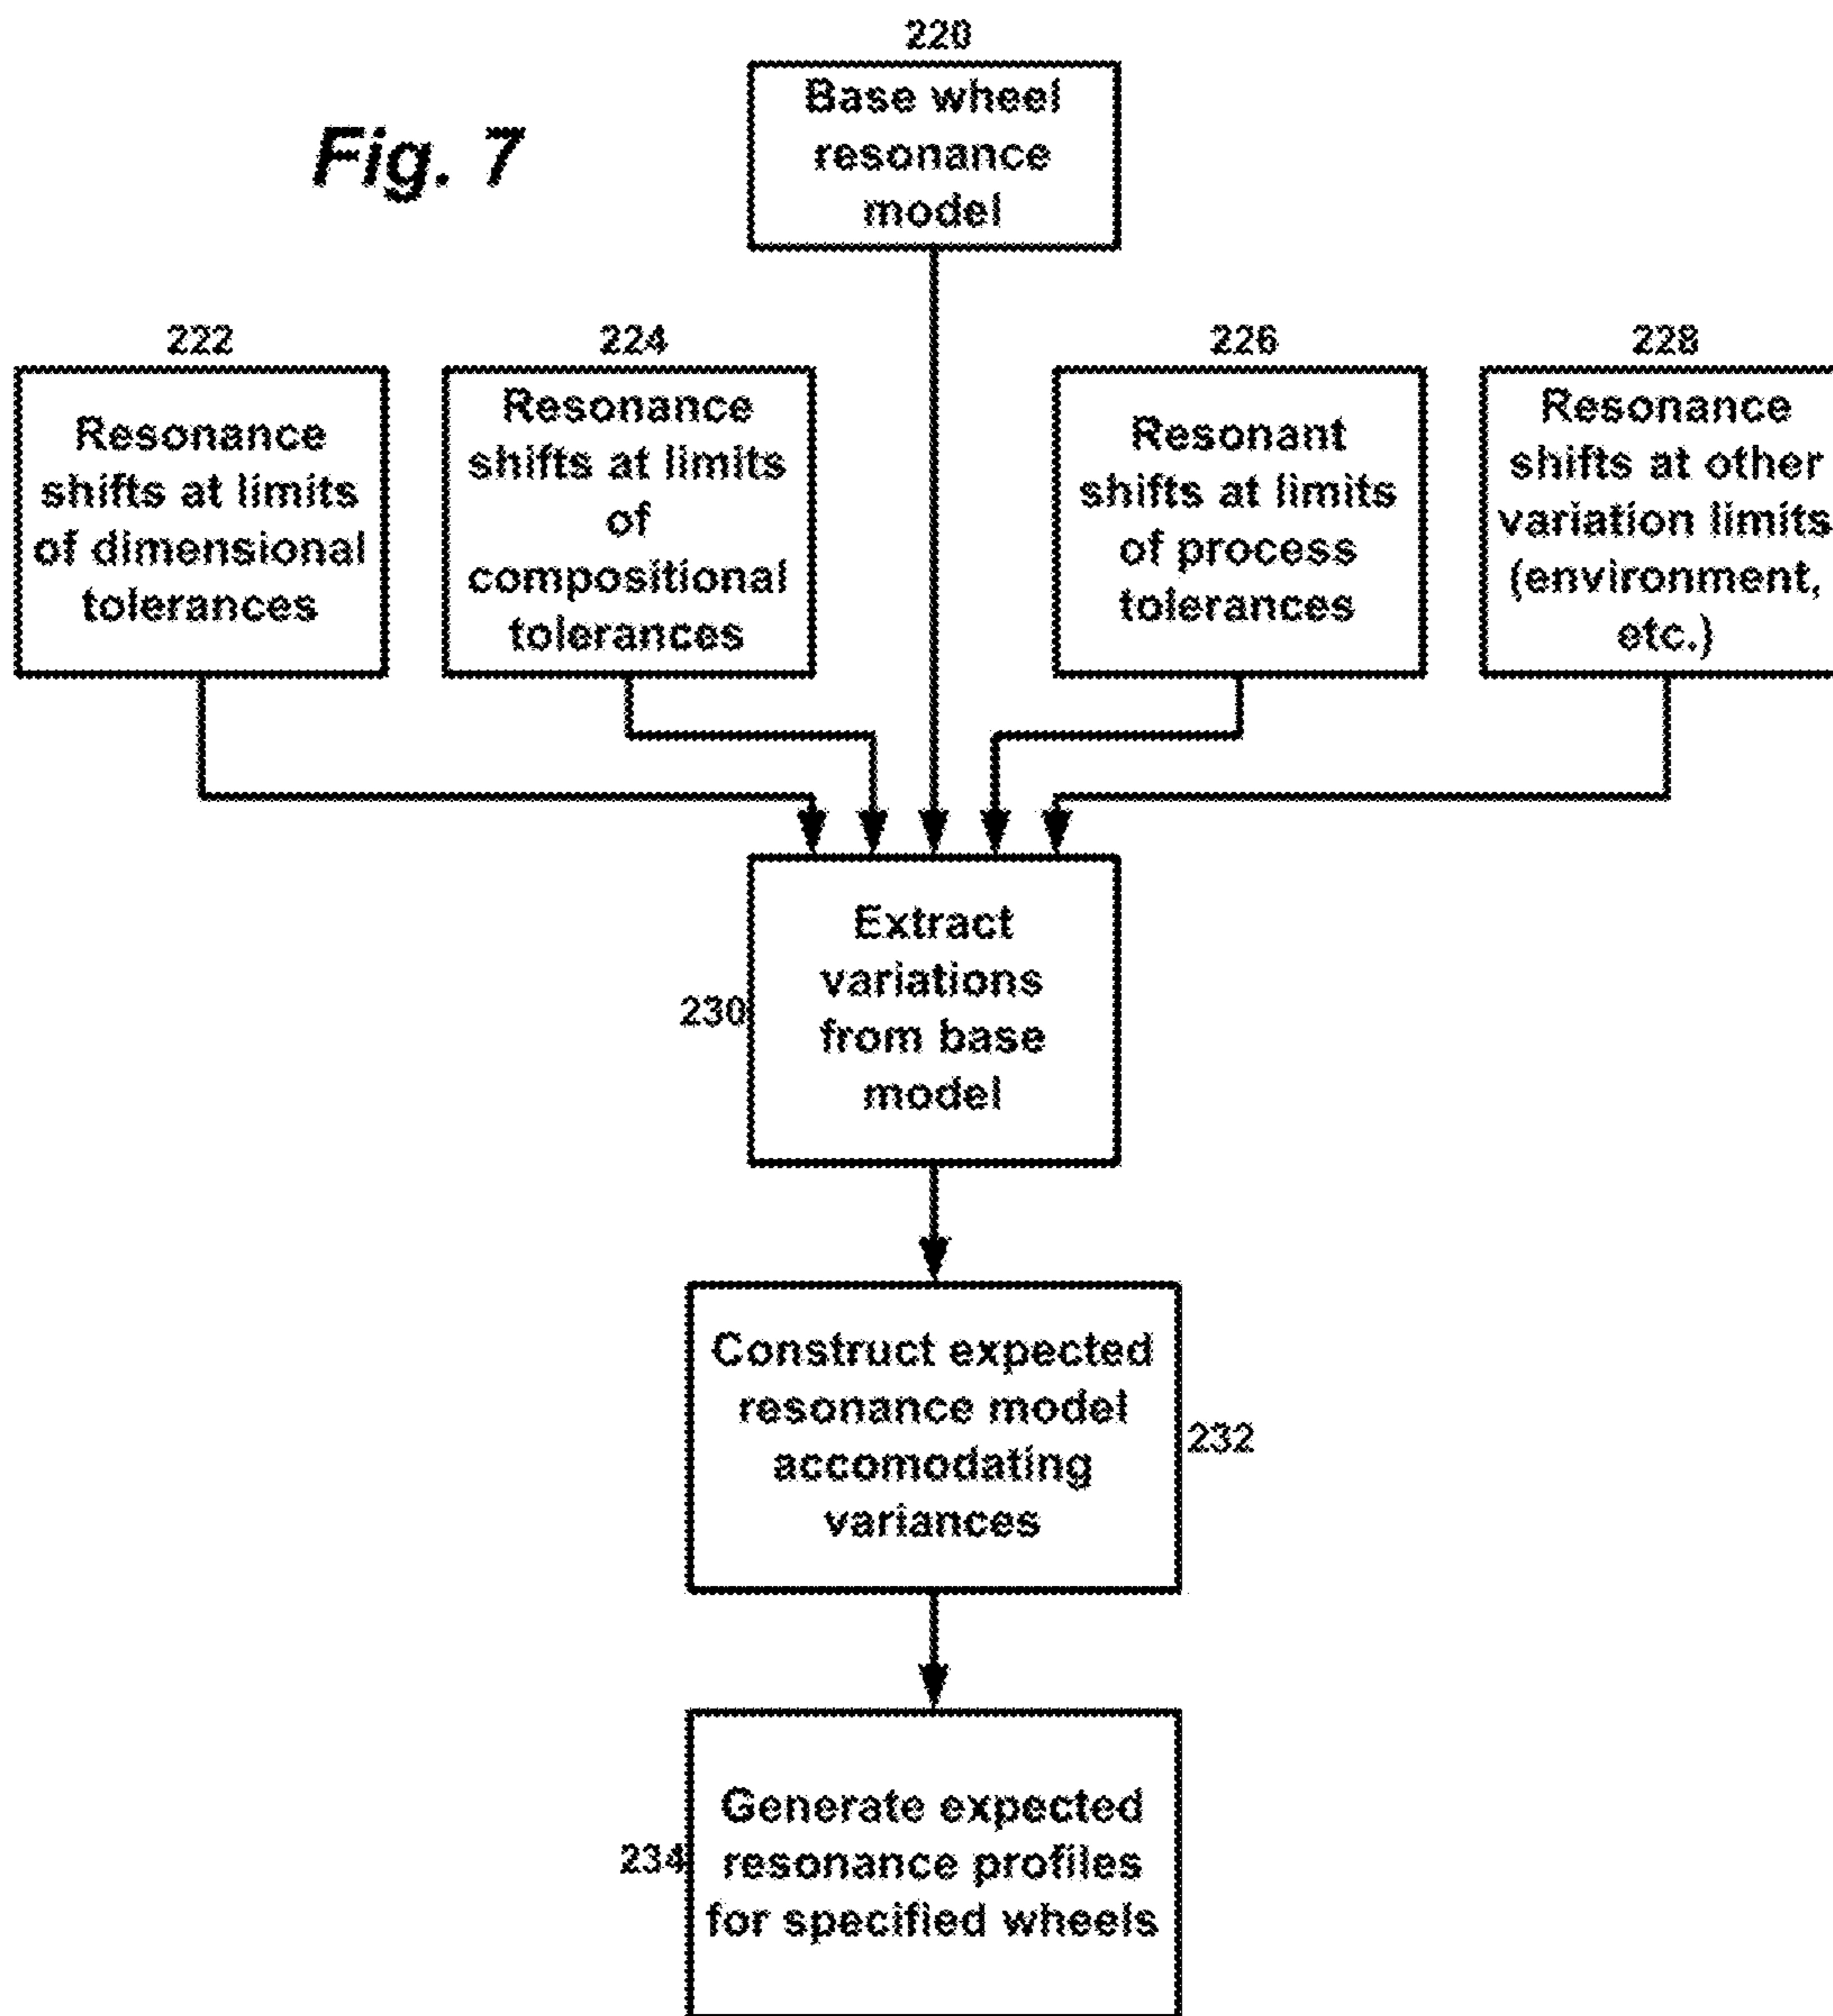 220
Base wheel
resonance
model
Fig. 7
222
Resonance
shifts at limits
of dimensional
tolerances
224
Resonance
shifts at limits
of
compositional
tolerances
226
Resonant
shifts at limits
of process
tolerances
228
Resonance
shifts at other
variation limits
(environment,
etc.)
230
Extract
variations
from base
model
Construct expected
resonance model
accomodating
variances
232
234
Generate expected
resonance profiles
for specified wheels